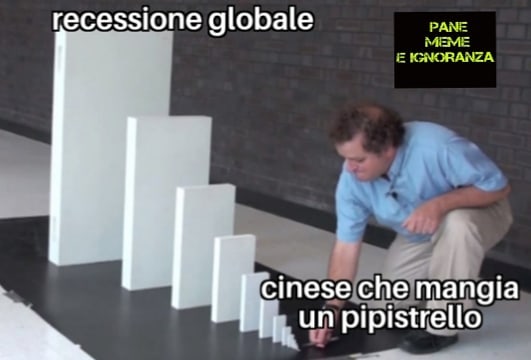 recessione globale
PANE
MEME
E IGNORANZA
cinese che mangia
un pipistrello